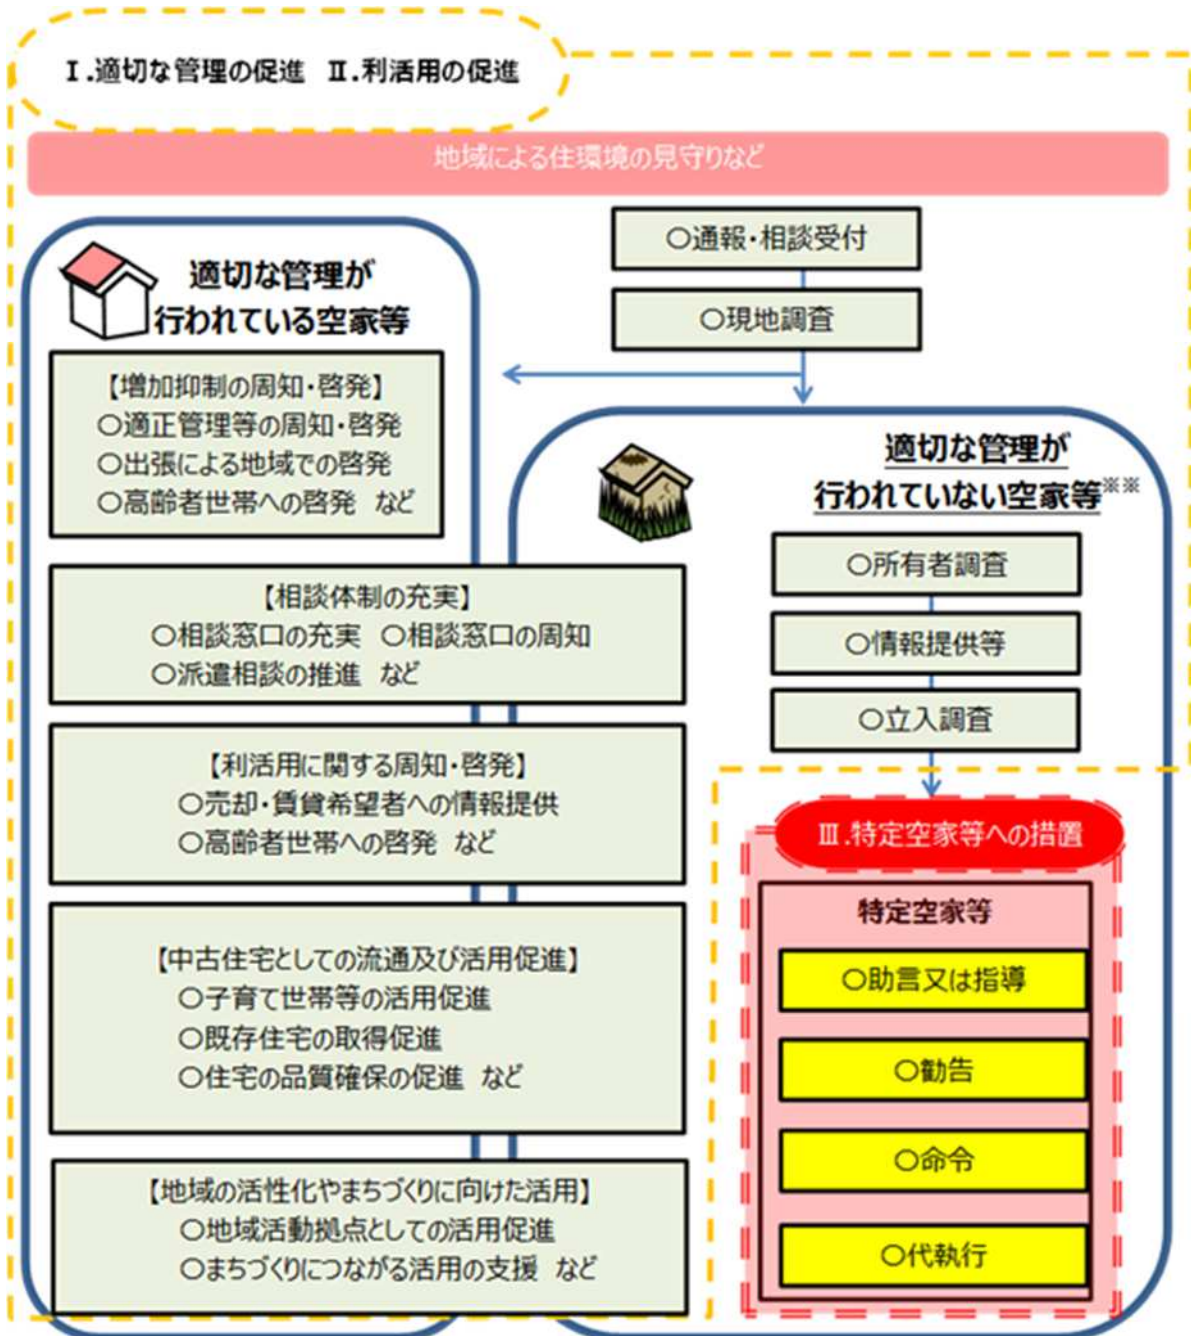 Ⅰ.適切な管理の促進 Ⅱ.利活用の促進
地域による住環境の見守りなど
○通報・相談受付
○現地調査
適切な管理が
行われている空家等
【増加抑制の周知・啓発】
○適正管理等の周知・啓発
○出張による地域での啓発
○高齢者世帯への啓発 など
【相談体制の充実】
○相談窓口の充実 ○相談窓口の周知
○派遣相談の推進 など
【利活用に関する周知・啓発】
○売却・賃貸希望者への情報提供
○高齢者世帯への啓発 など
【中古住宅としての流通及び活用促進】
○子育て世帯等の活用促進
○既存住宅の取得促進
○住宅の品質確保の促進 など
【地域の活性化やまちづくりに向けた活用】
○地域活動拠点としての活用促進
○まちづくりにつながる活用の支援 など
適切な管理が
行われていない空家等※※
○所有者調査
○情報提供等
○立入調査
Ⅲ.特定空家等への措置
特定空家等
○助言又は指導
○勧告
○命令
○代執行